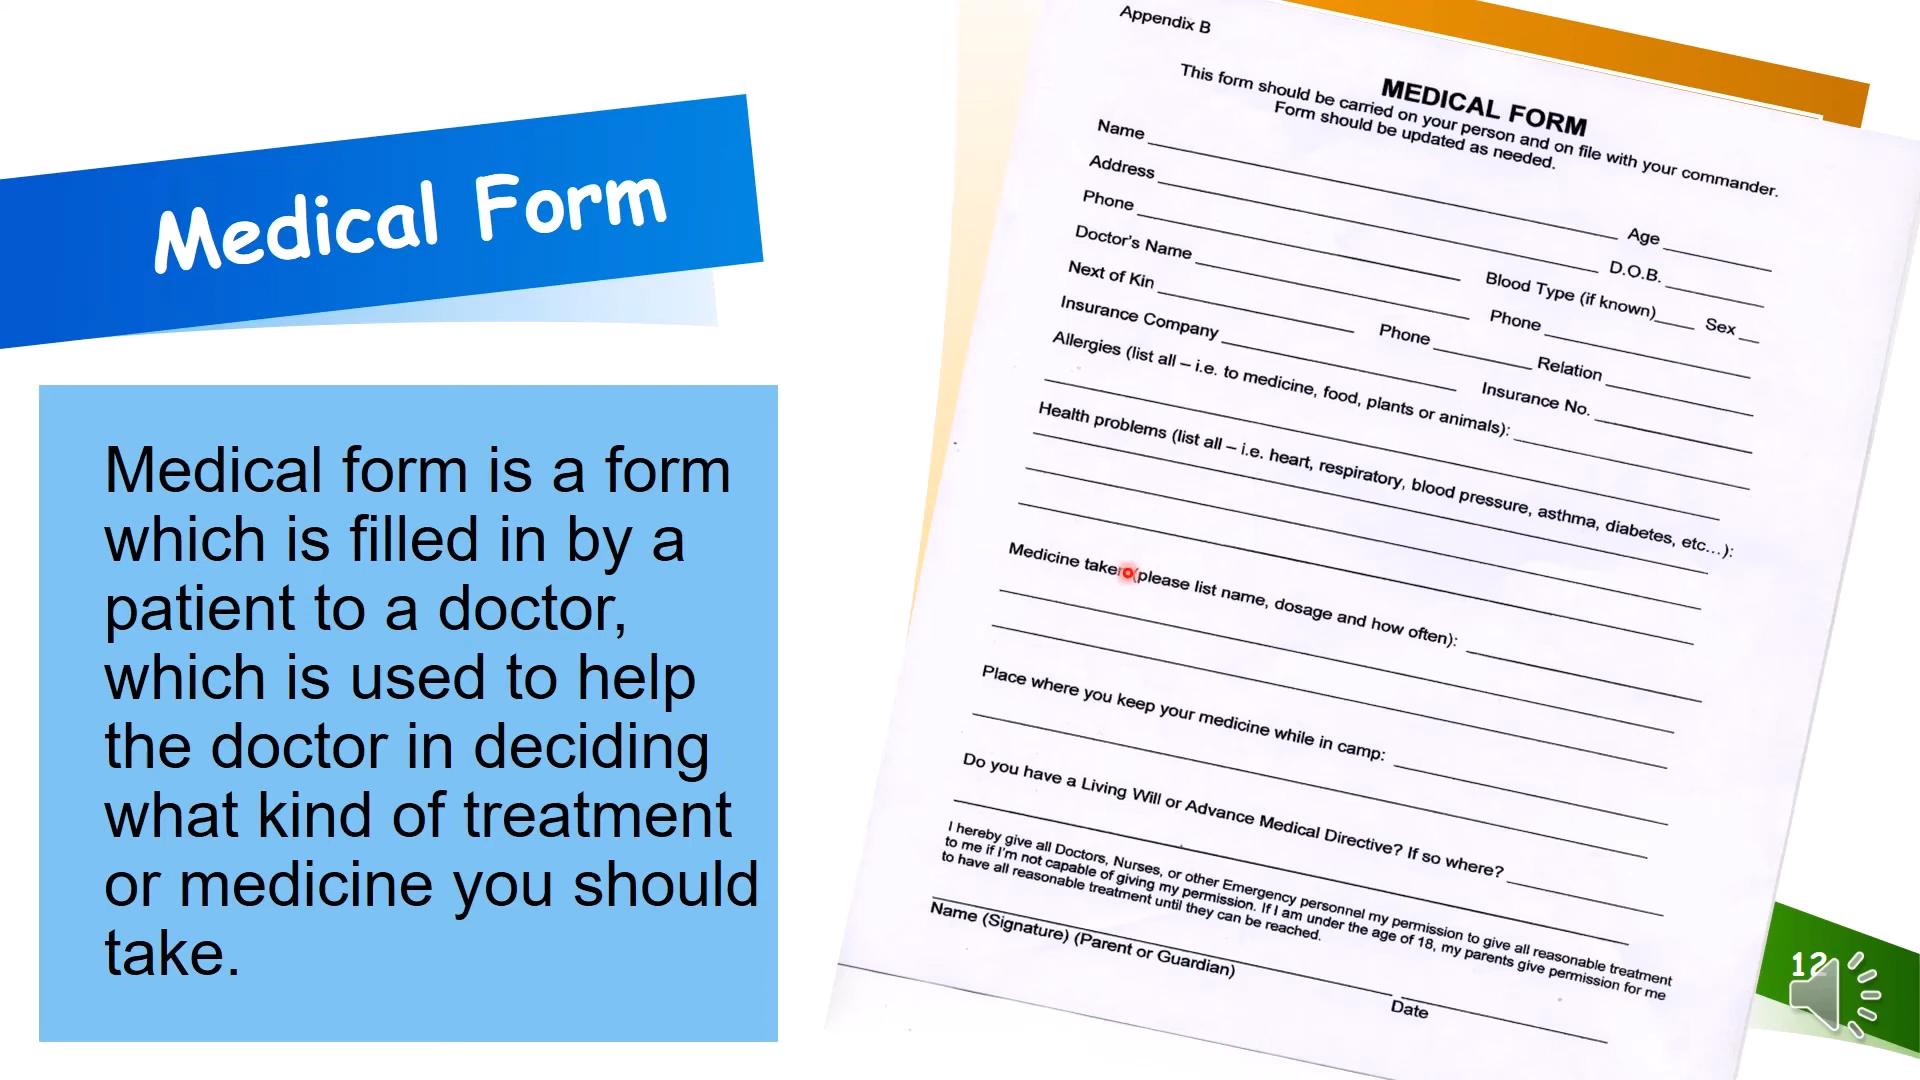 Medical Form
Medical form is a form
which is filled in by a
patient to a doctor,
which is used to help
the doctor in deciding
what kind of treatment
or medicine you should
take.
Appendix B
MEDICAL FORM
This form should be carried on your person and on file with your commander.
Form should be updated as needed.
Name Age
Address D.O.B.
Phone Blood Type (if known) Sex
Doctor's Name Phone
Next of Kin Phone Relation
Insurance Company Insurance No.
Allergies (list all – i.e. to medicine, food, plants or animals):
Health problems (list all – i.e. heart, respiratory, blood pressure, asthma, diabetes, etc…):
Medicine taken (please list name, dosage and how often):
Place where you keep your medicine while in camp:
Do you have a Living Will or Advance Medical Directive? If so where?
I hereby give all Doctors, Nurses, or other Emergency personnel my permission to give all reasonable treatment
to me if I'm not capable of giving my permission. If I am under the age of 18, my parents give permission for me
to have all reasonable treatment until they can be reached.
Name (Signature) (Parent or Guardian) Date
12